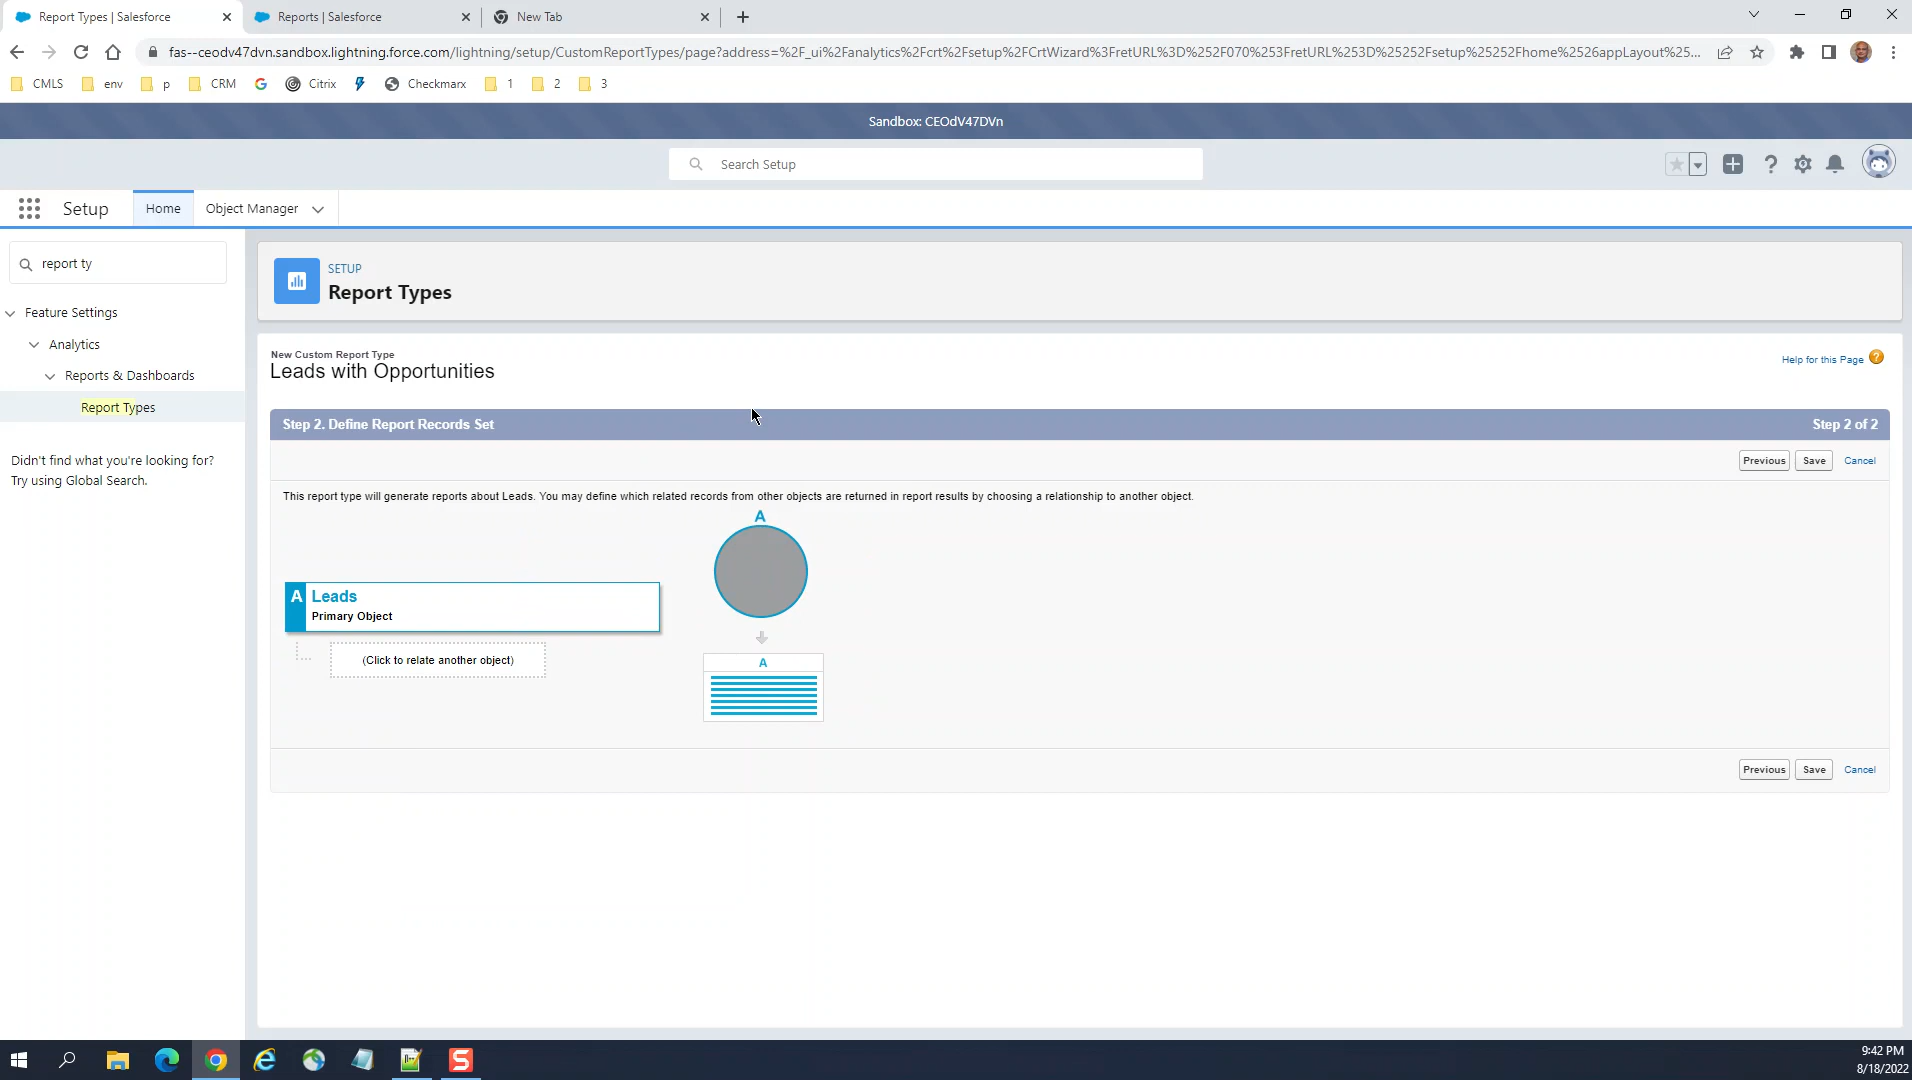 Report Types | Salesforce
Reports | Salesforce
New Tab
fas--ceodv47dvn.sandbox.lightning.force.com/lightning/setup/CustomReportTypes/page?address=%2F_ui%2Fanalytics%2Fcrt%2Fsetup%2FCrtWizard%3FretURL%3D%252F070%253FretURL%253D%25252Fsetup%25252Fhome%2526appLayout%25...
CMLS
env
p
CRM
Citrix
Checkmarx
1
2
3
Sandbox: CEOdV47DVn
Search Setup
Setup
Home
Object Manager
report ty
Feature Settings
Analytics
Reports & Dashboards
Report Types
Didn't find what you're looking for?
Try using Global Search.
SETUP
Report Types
New Custom Report Type
Leads with Opportunities
Help for this Page
Step 2. Define Report Records Set
Step 2 of 2
Previous
Save
Cancel
This report type will generate reports about Leads. You may define which related records from other objects are returned in report results by choosing a relationship to another object.
A
A Leads
Primary Object
(Click to relate another object)
A
Previous
Save
Cancel
9:42 PM
8/18/2022